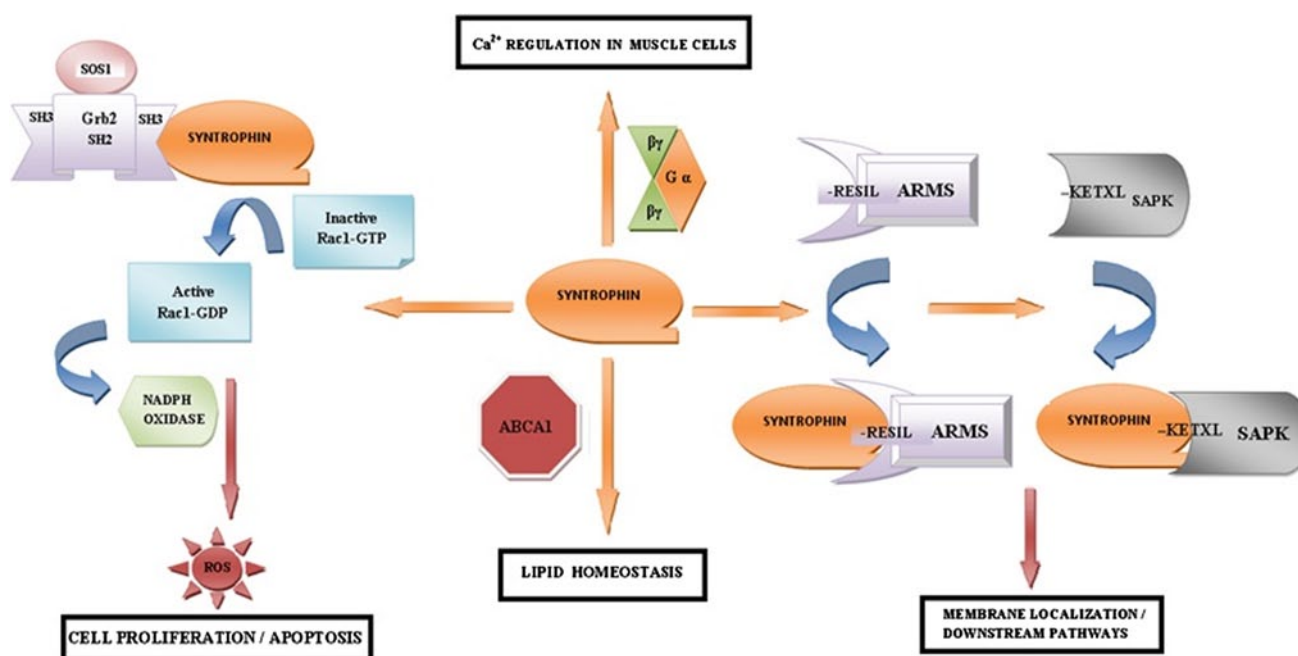 Ca²⁺ REGULATION IN MUSCLE CELLS
SOS1
SH3
Grb2
SH3
SH2
SYNTROPHIN
Inactive
Rac1-GTP
Active
Rac1-GDP
NADPH
OXIDASE
ROS
CELL PROLIFERATION / APOPTOSIS
βγ
G α
βγ
SYNTROPHIN
ABCA1
LIPID HOMEOSTASIS
-RESIL
ARMS
–KETXL
SAPK
SYNTROPHIN
-RESIL
ARMS
SYNTROPHIN
–KETXL
SAPK
MEMBRANE LOCALIZATION /
DOWNSTREAM PATHWAYS